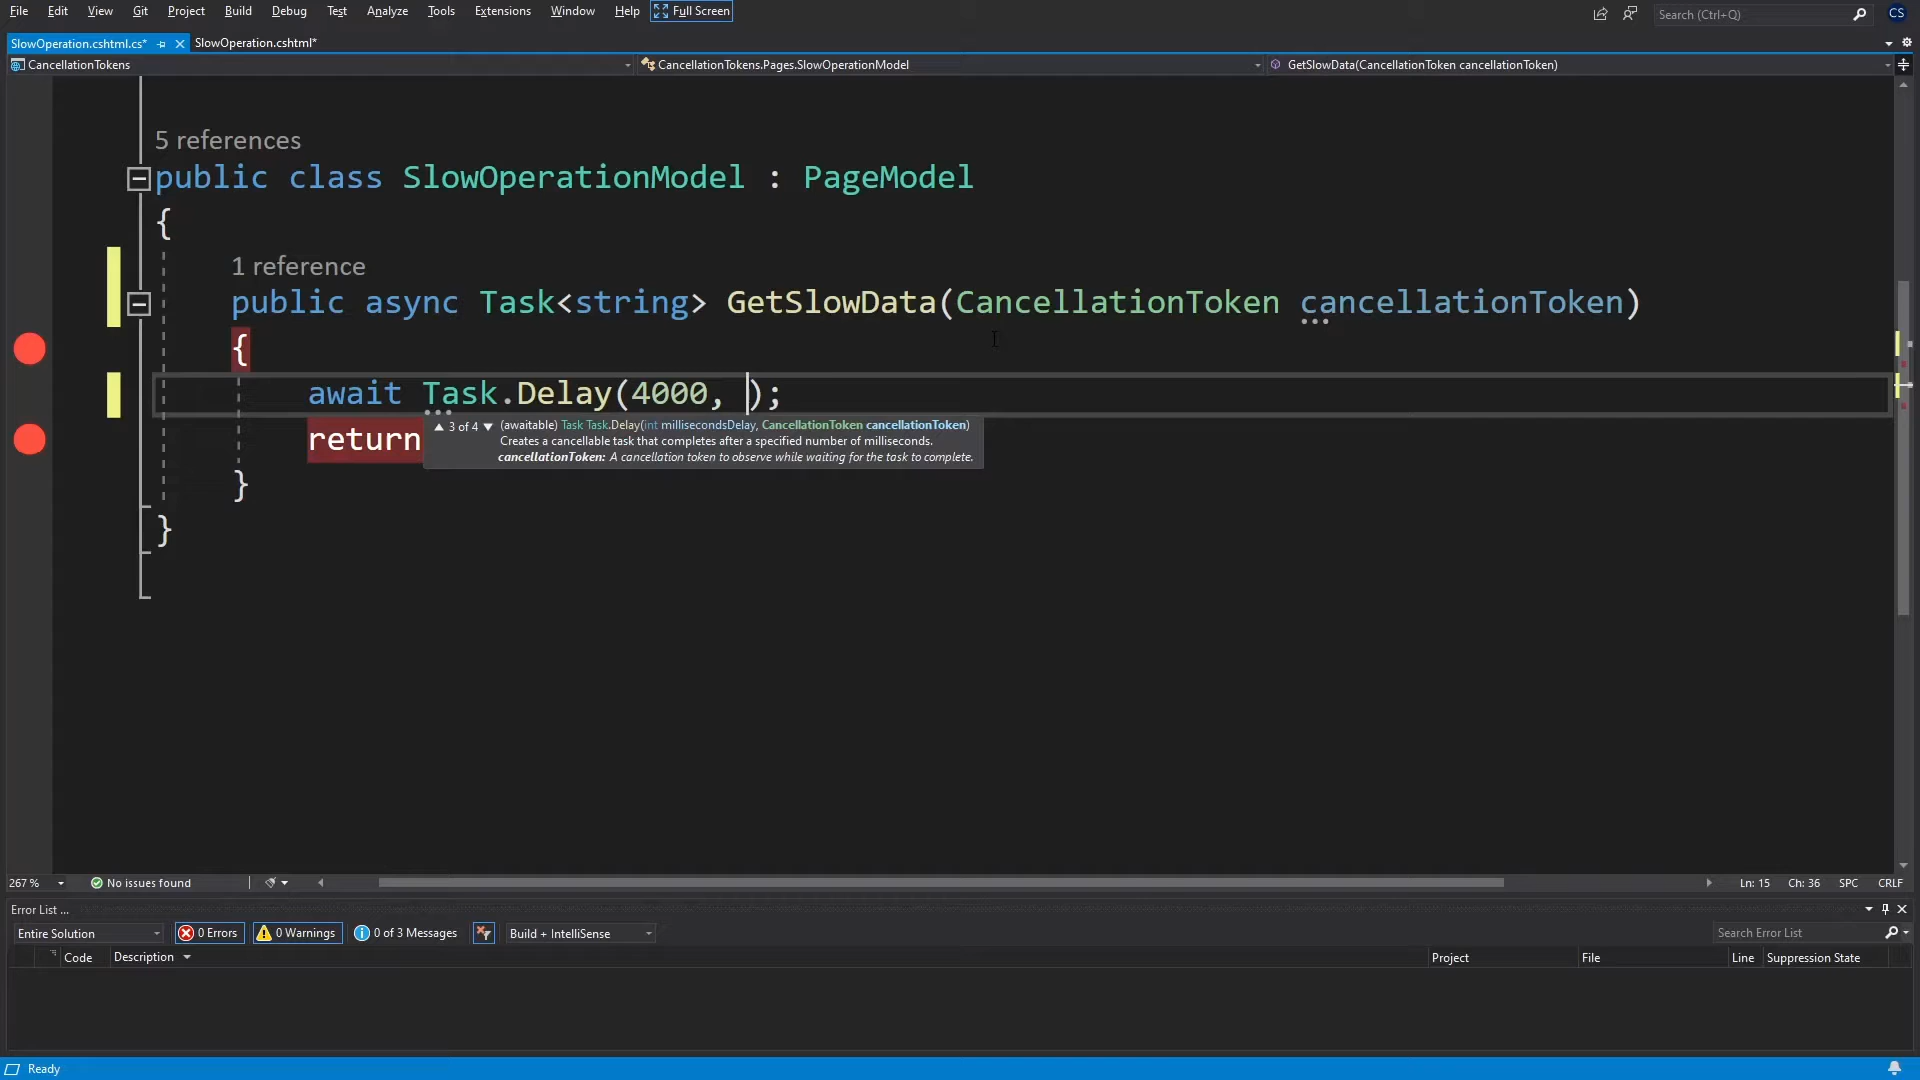 File Edit View Git Project Build Debug Test Analyze Tools Extensions Window Help Full Screen Search (Ctrl+Q) CS
SlowOperation.cshtml.cs* SlowOperation.cshtml*
CancellationTokens CancellationTokens.Pages.SlowOperationModel GetSlowData(CancellationToken cancellationToken)
5 references
public class SlowOperationModel : PageModel
{
1 reference
public async Task<string> GetSlowData(CancellationToken cancellationToken)
{
await Task.Delay(4000, );
return
3 of 4 (awaitable) Task Task.Delay(int millisecondsDelay, CancellationToken cancellationToken)
Creates a cancellable task that completes after a specified number of milliseconds.
cancellationToken: A cancellation token to observe while waiting for the task to complete.
}
}
267 % No issues found Ln: 15 Ch: 36 SPC CRLF
Error List ...
Entire Solution 0 Errors 0 Warnings 0 of 3 Messages Build + IntelliSense Search Error List
Code Description Project File Line Suppression State
Ready